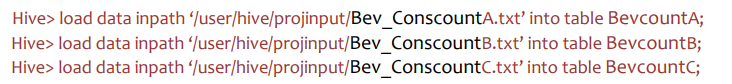 Hive> load data inpath ‘/user/hive/projinput/Bev_ConscountA.txt’ into table BevcountA;
Hive> load data inpath ‘/user/hive/projinput/Bev_ConscountB.txt’ into table BevcountB;
Hive> load data inpath ‘/user/hive/projinput/Bev_ConscountC.txt’ into table BevcountC;